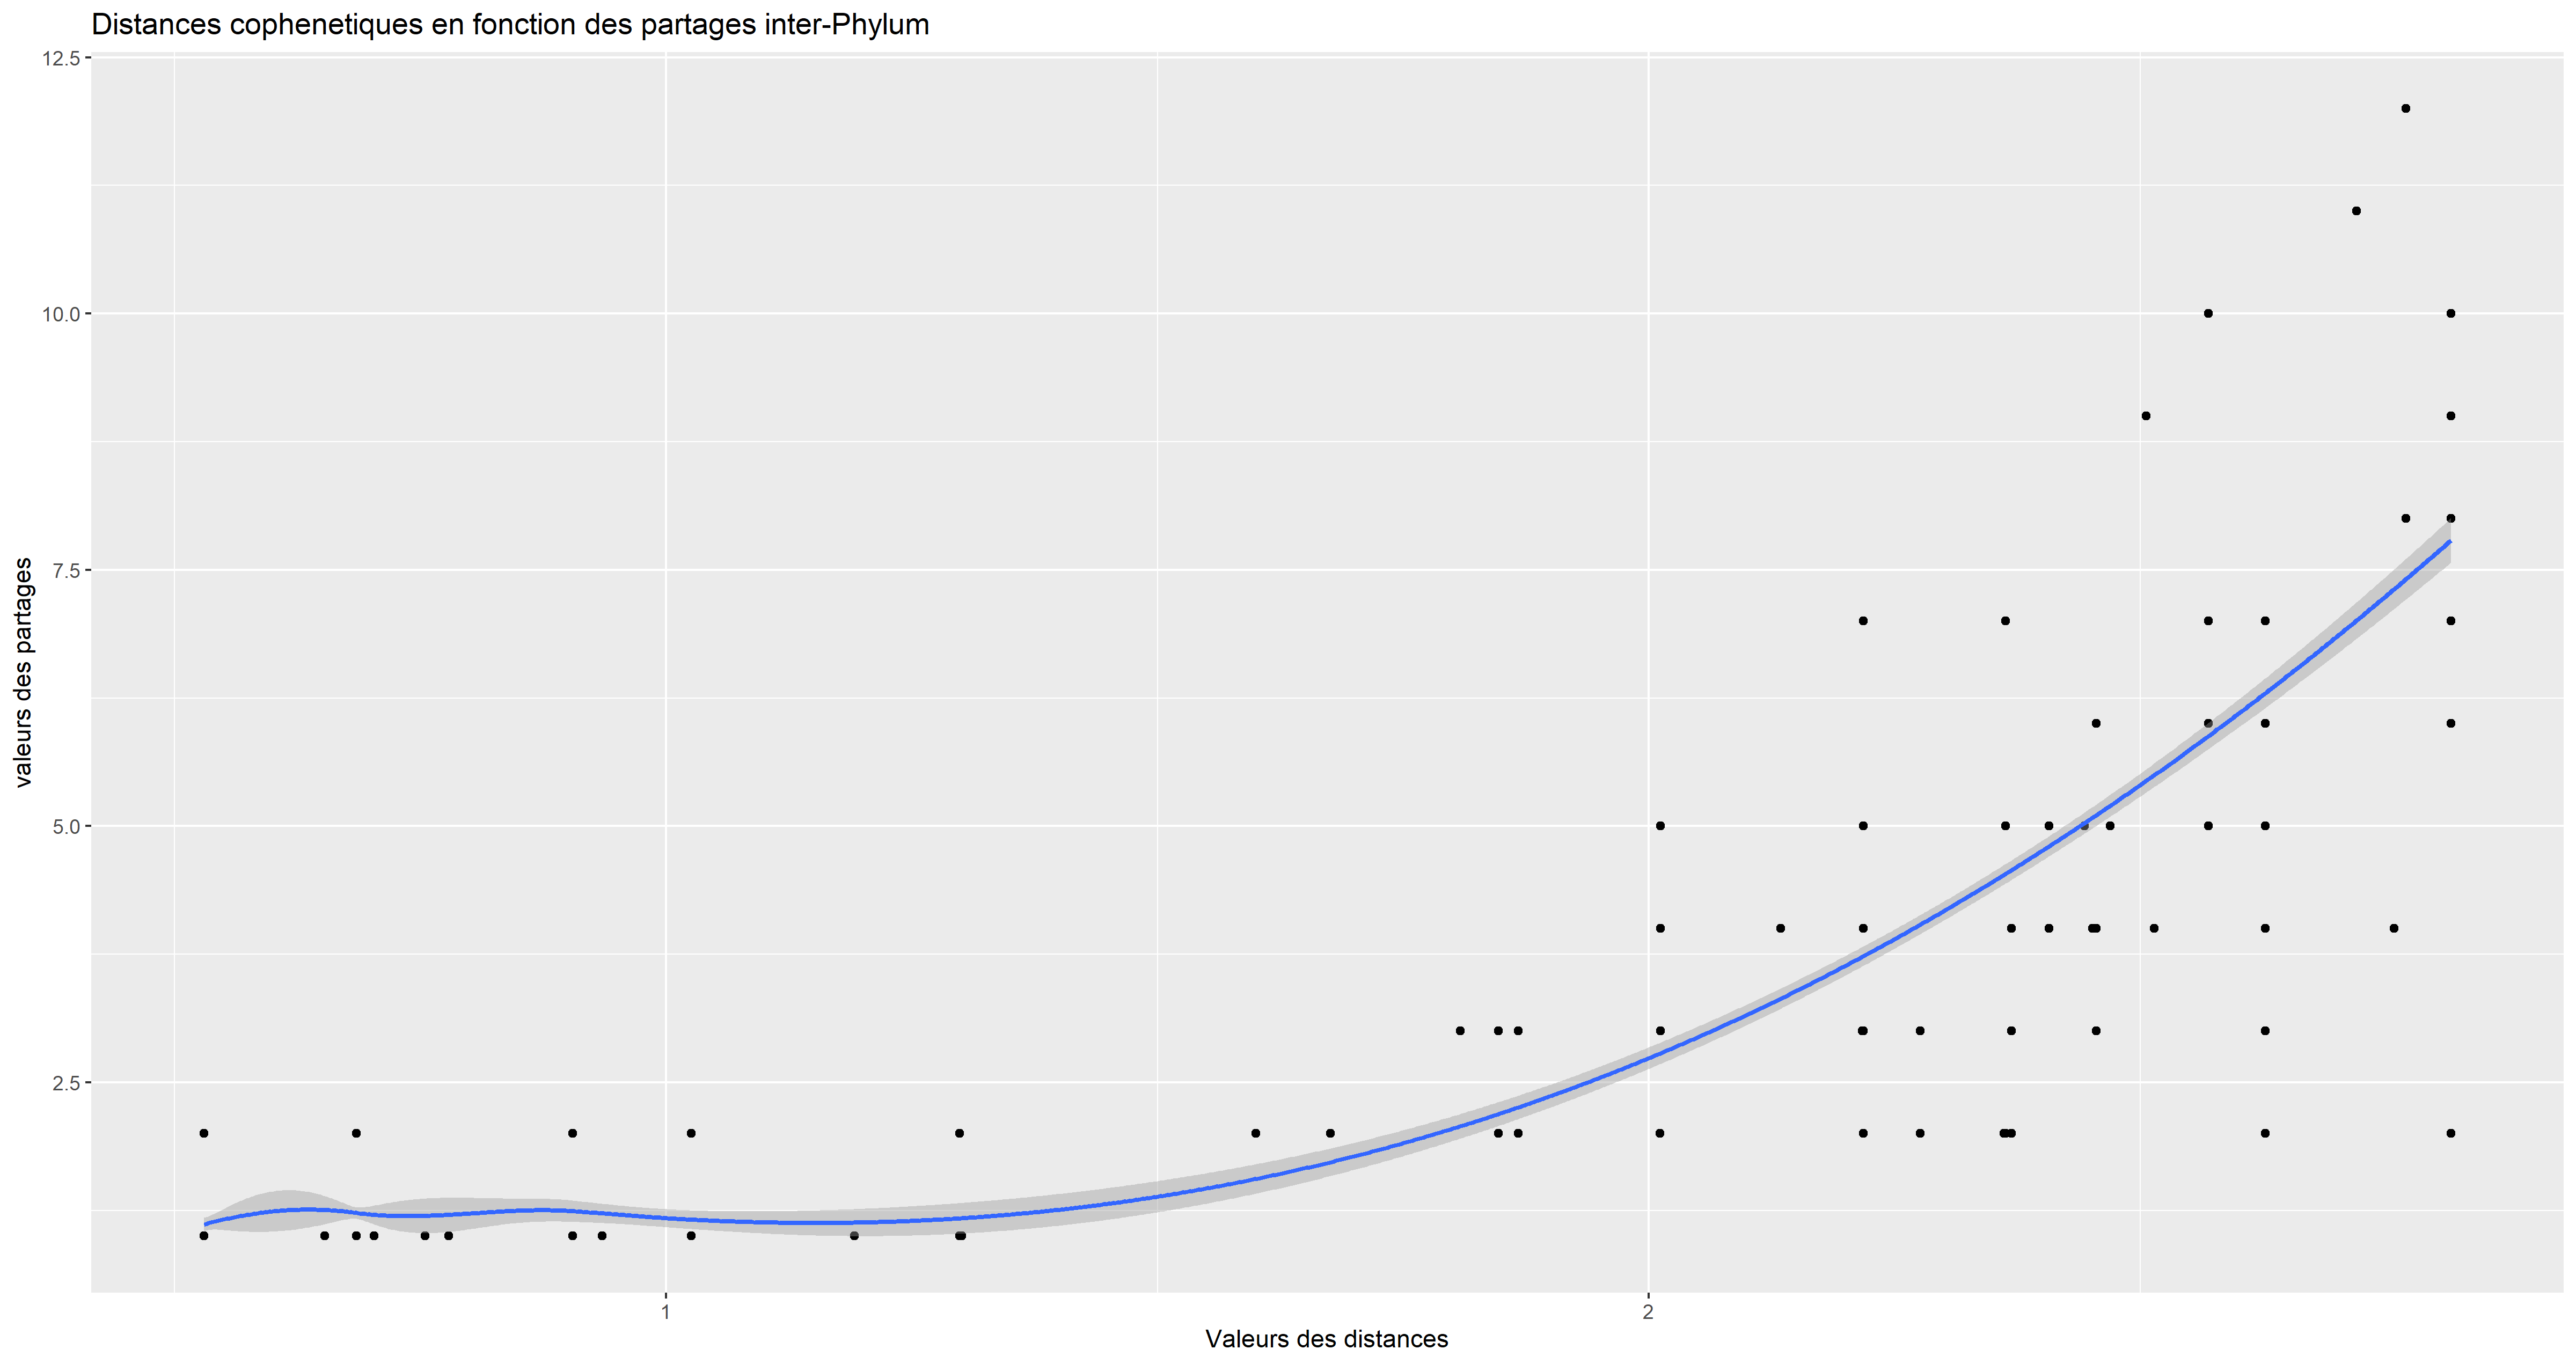 Distances cophenetiques en fonction des partages inter-Phylum
12.5
10.0
7.5
5.0
2.5
valeurs des partages
1
2
Valeurs des distances